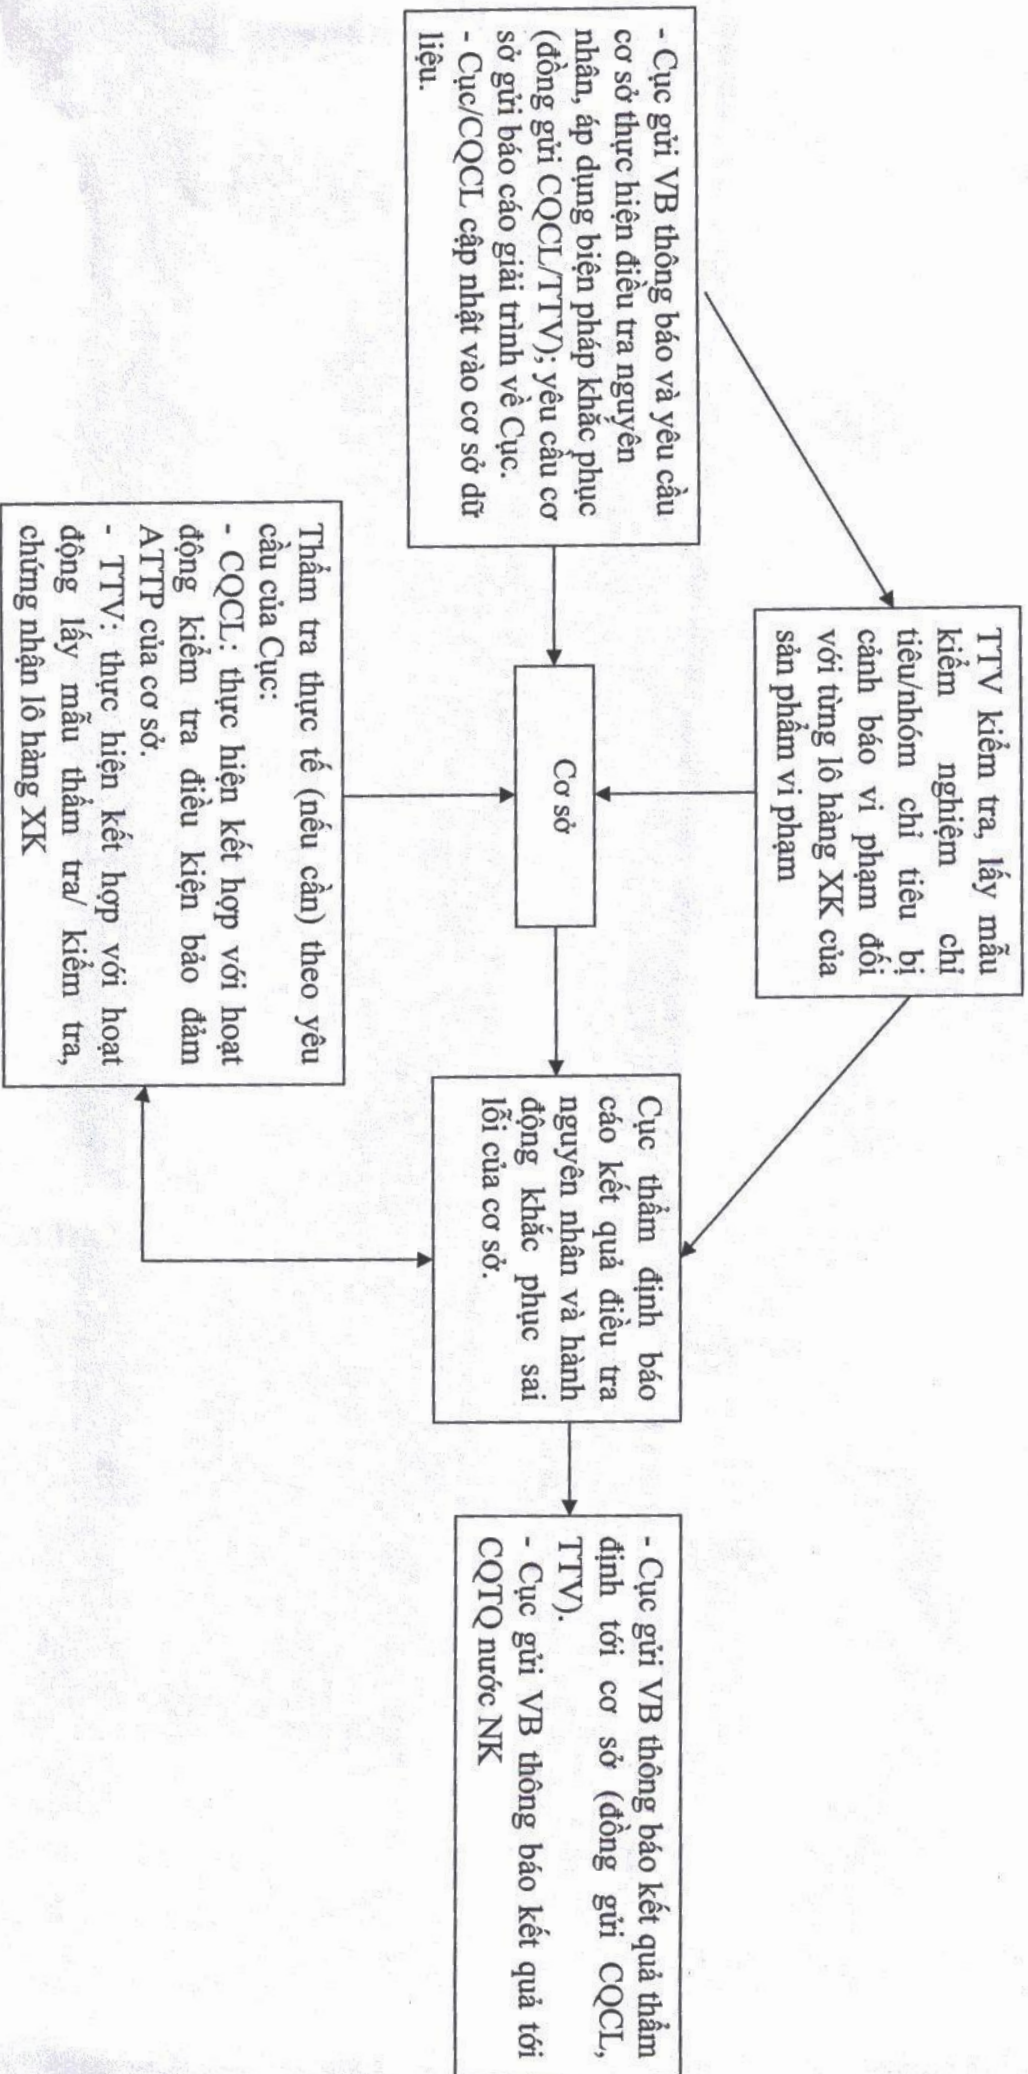 - Cục gửi VB thông báo và yêu cầu
cơ sở thực hiện điều tra nguyên
nhân, áp dụng biện pháp khắc phục
(đồng gửi CQCL/TTV); yêu cầu cơ
sở gửi báo cáo giải trình về Cục.
- Cục/CQCL cập nhật vào cơ sở dữ
liệu.
TTV kiểm tra, lấy mẫu
kiểm nghiệm chỉ
tiêu/nhóm chỉ tiêu bị
cảnh báo vi phạm đối
với từng lô hàng XK của
sản phẩm vi phạm
Cơ sở
Thẩm tra thực tế (nếu cần) theo yêu
cầu của Cục:
- CQCL: thực hiện kết hợp với hoạt
động kiểm tra điều kiện bảo đảm
ATTP của cơ sở.
- TTV: thực hiện kết hợp với hoạt
động lấy mẫu thẩm tra/ kiểm tra,
chứng nhận lô hàng XK
Cục thẩm định báo
cáo kết quả điều tra
nguyên nhân và hành
động khắc phục sai
lỗi của cơ sở.
- Cục gửi VB thông báo kết quả thẩm
định tới cơ sở (đồng gửi CQCL,
TTV).
- Cục gửi VB thông báo kết quả tới
CQTQ nước NK